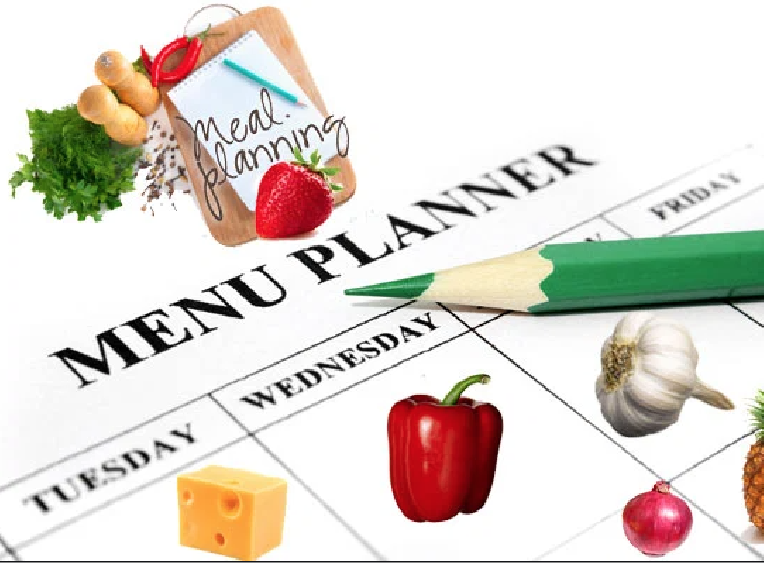 Meal.
planning
MENU PLANNER
TUESDAY
WEDNESDAY
FRIDAY